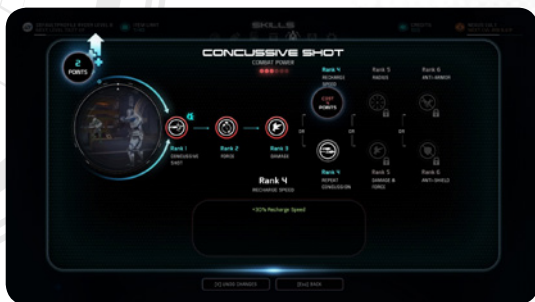 SKILLS
2
POINTS
CONCUSSIVE SHOT
COMBAT POWER
Rank 4
RECHARGE
SPEED
Rank 5
RADIUS
Rank 6
ANTI-ARMOR
COST
4
POINTS
OR
OR
OR
Rank 1
CONCUSSIVE
SHOT
Rank 2
FORCE
Rank 3
DAMAGE
Rank 4
REPEAT
CONCUSSION
Rank 5
DAMAGE &
FORCE
Rank 6
ANTI-SHIELD
Rank 4
RECHARGE SPEED
+30% Recharge Speed
[X] UNDO CHANGES
[Esc] BACK